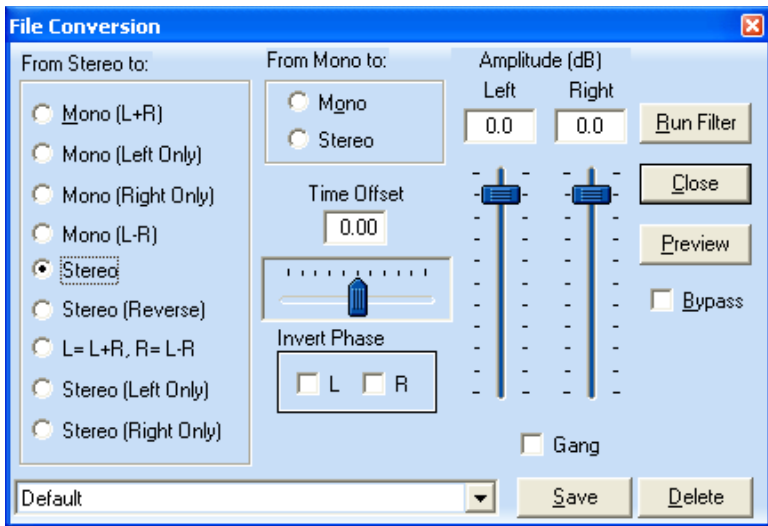 File Conversion
From Stereo to:
Mono (L+R)
Mono (Left Only)
Mono (Right Only)
Mono (L-R)
Stereo
Stereo (Reverse)
L= L+R, R= L-R
Stereo (Left Only)
Stereo (Right Only)
From Mono to:
Mono
Stereo
Time Offset
0.00
Invert Phase
L R
Amplitude (dB)
Left Right
0.0 0.0
Gang
Run Filter
Close
Preview
Bypass
Default
Save Delete